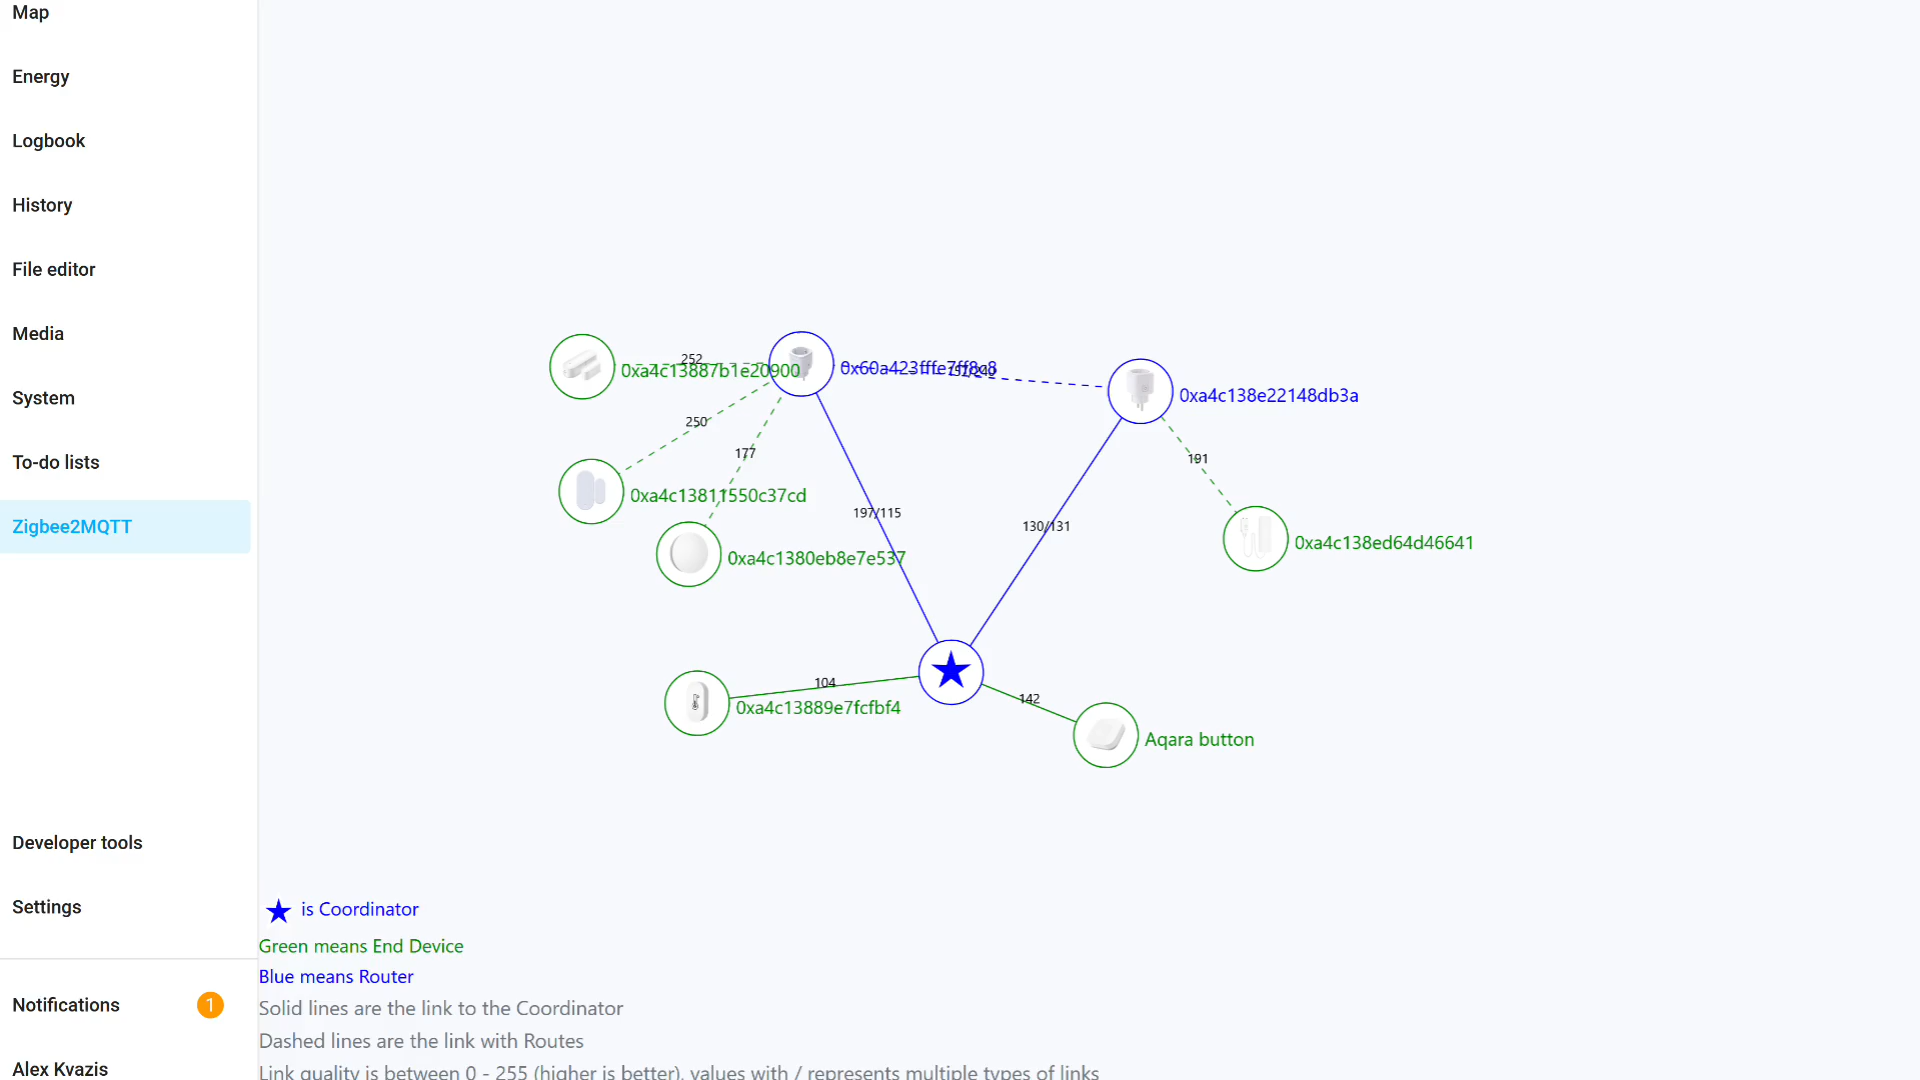 Map
Energy
Logbook
History
File editor
Media
System
To-do lists
Zigbee2MQTT
Developer tools
Settings
Notifications 1
Alex Kvazis
252
0xa4c13887b1e20900
0x60a423fffe7ff8c8
0xa4c138e22148db3a
250
177
191
0xa4c13811550c37cd
197/115
130/131
0xa4c138ed64d46641
0xa4c1380eb8e7e537
104
0xa4c13889e7fcfbf4
142
Aqara button
is Coordinator
Green means End Device
Blue means Router
Solid lines are the link to the Coordinator
Dashed lines are the link with Routes
Link quality is between 0 - 255 (higher is better), values with / represents multiple types of links